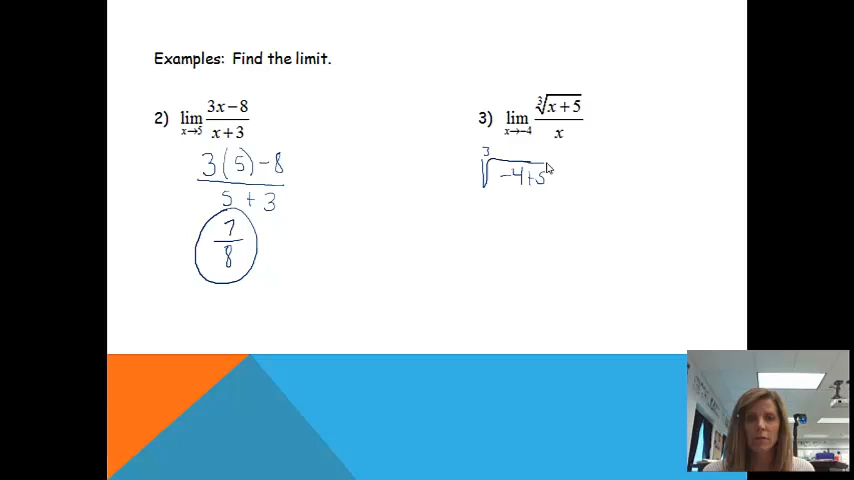 Examples: Find the limit.
2) lim x→5 (3x−8)/(x+3)
3(5)−8
5+3
7
8
3) lim x→−4 ∛(x+5)/x
∛−4+5